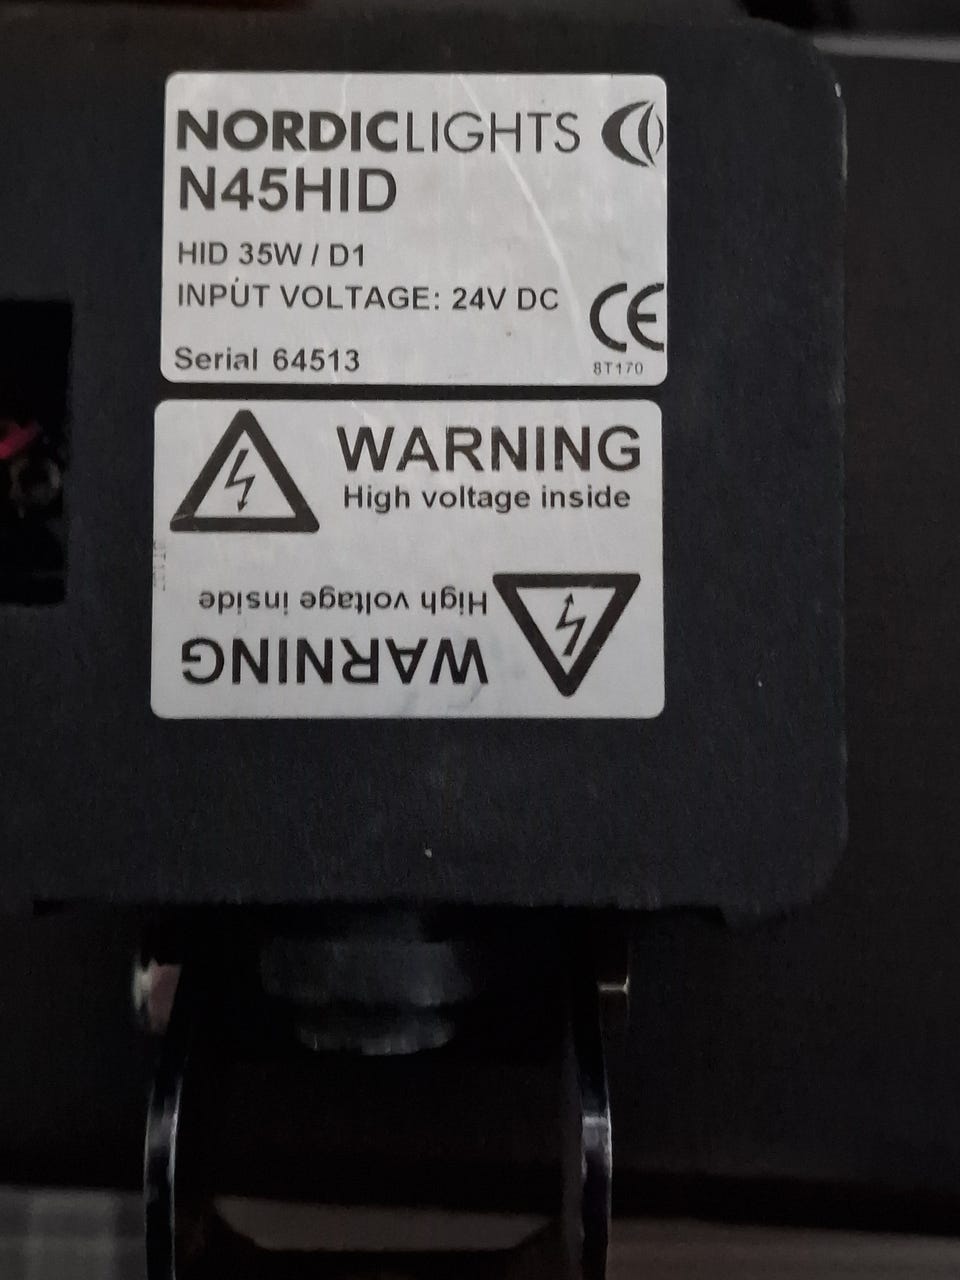 NORDICLIGHTS
N45HID
HID 35W / D1
INPUT VOLTAGE: 24V DC
CE
Serial 64513
8T170
WARNING
High voltage inside
WARNING
High voltage inside